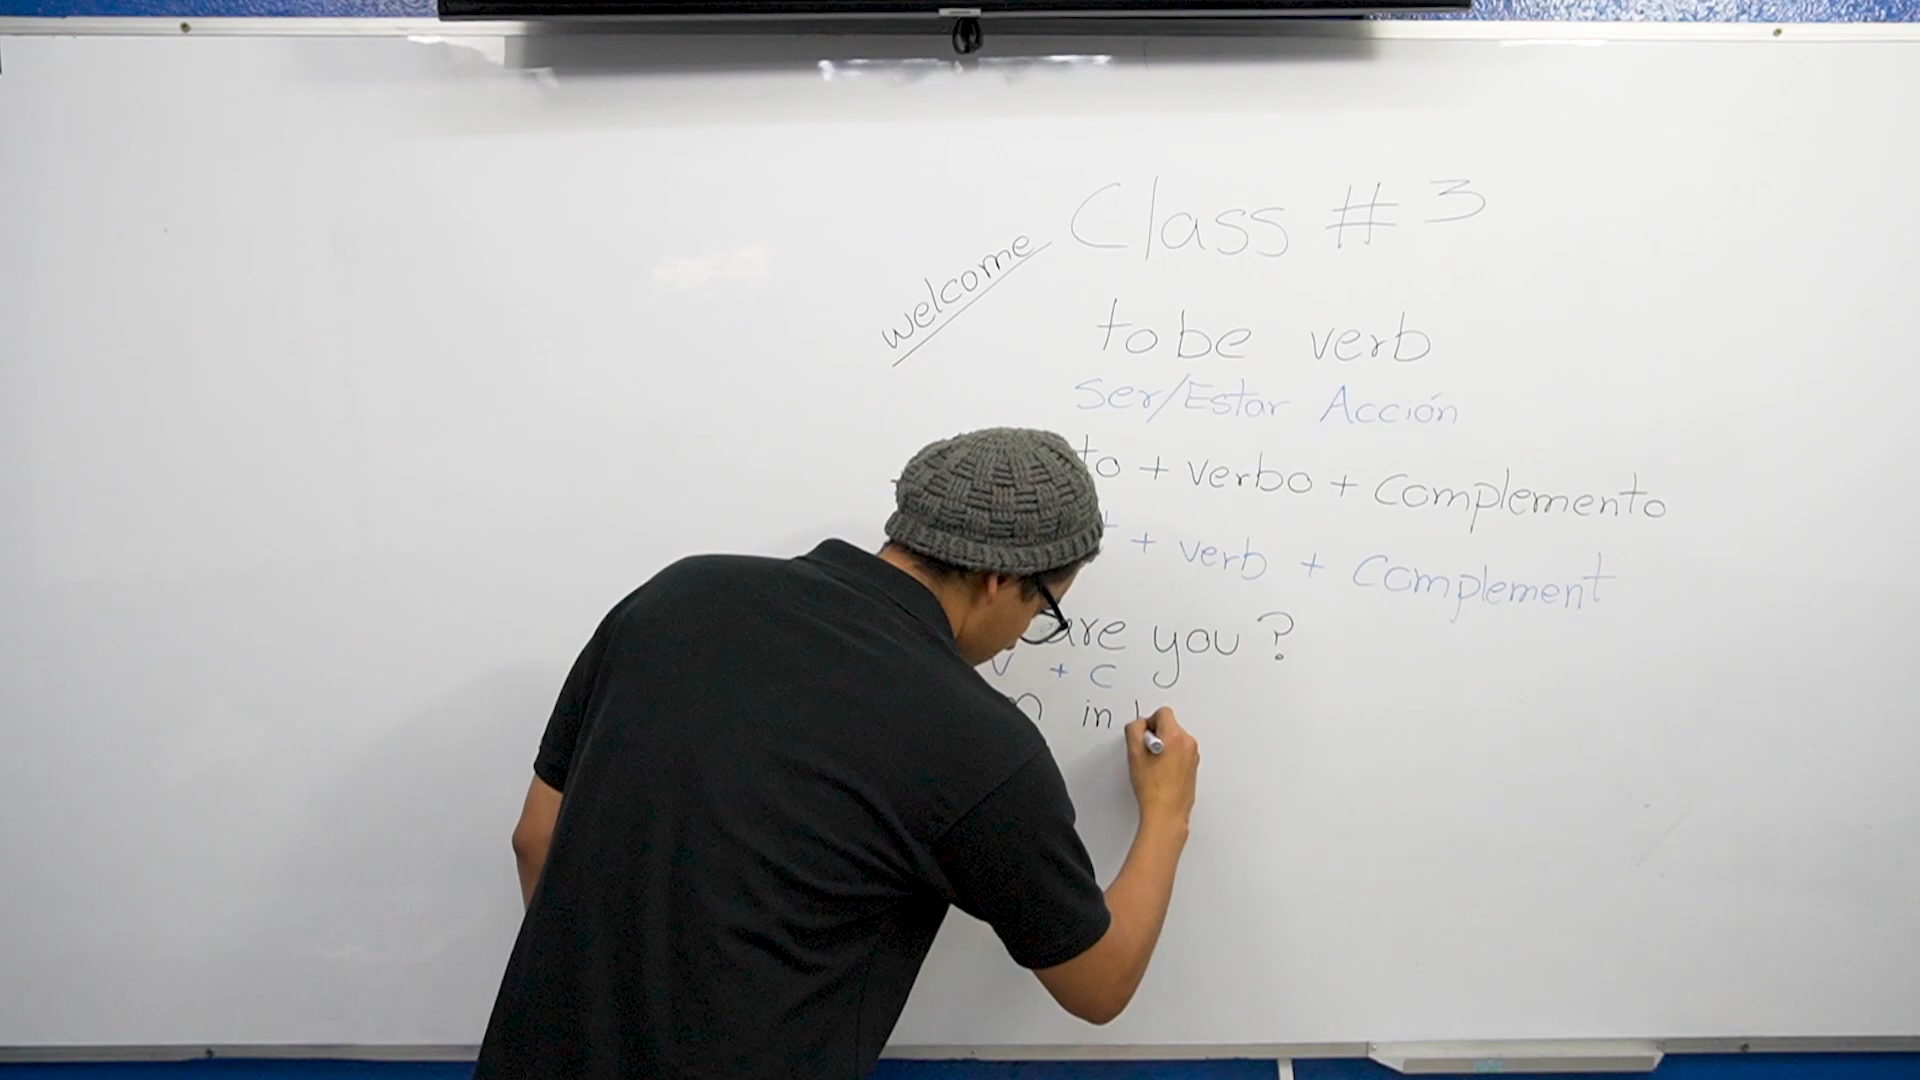 welcome
Class # 3
to be verb
Ser/Estar Acción
+ verbo + Complemento
+ verb + Complement
are you ?
v + c
in